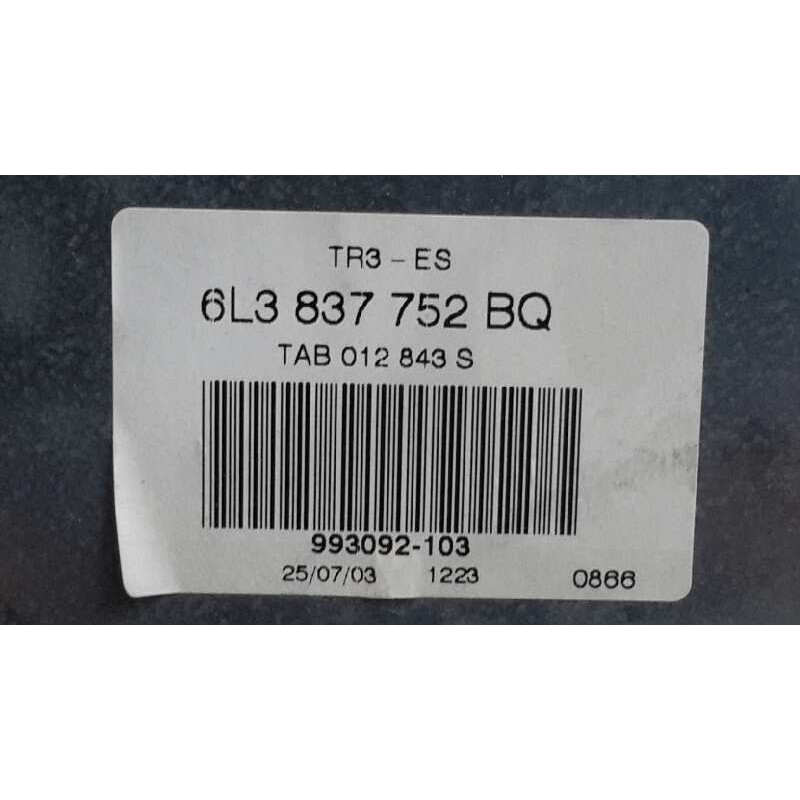 TR3 - ES
6L3 837 752 BQ
TAB 012 843 S
993092-103
25/07/03 1223 0866